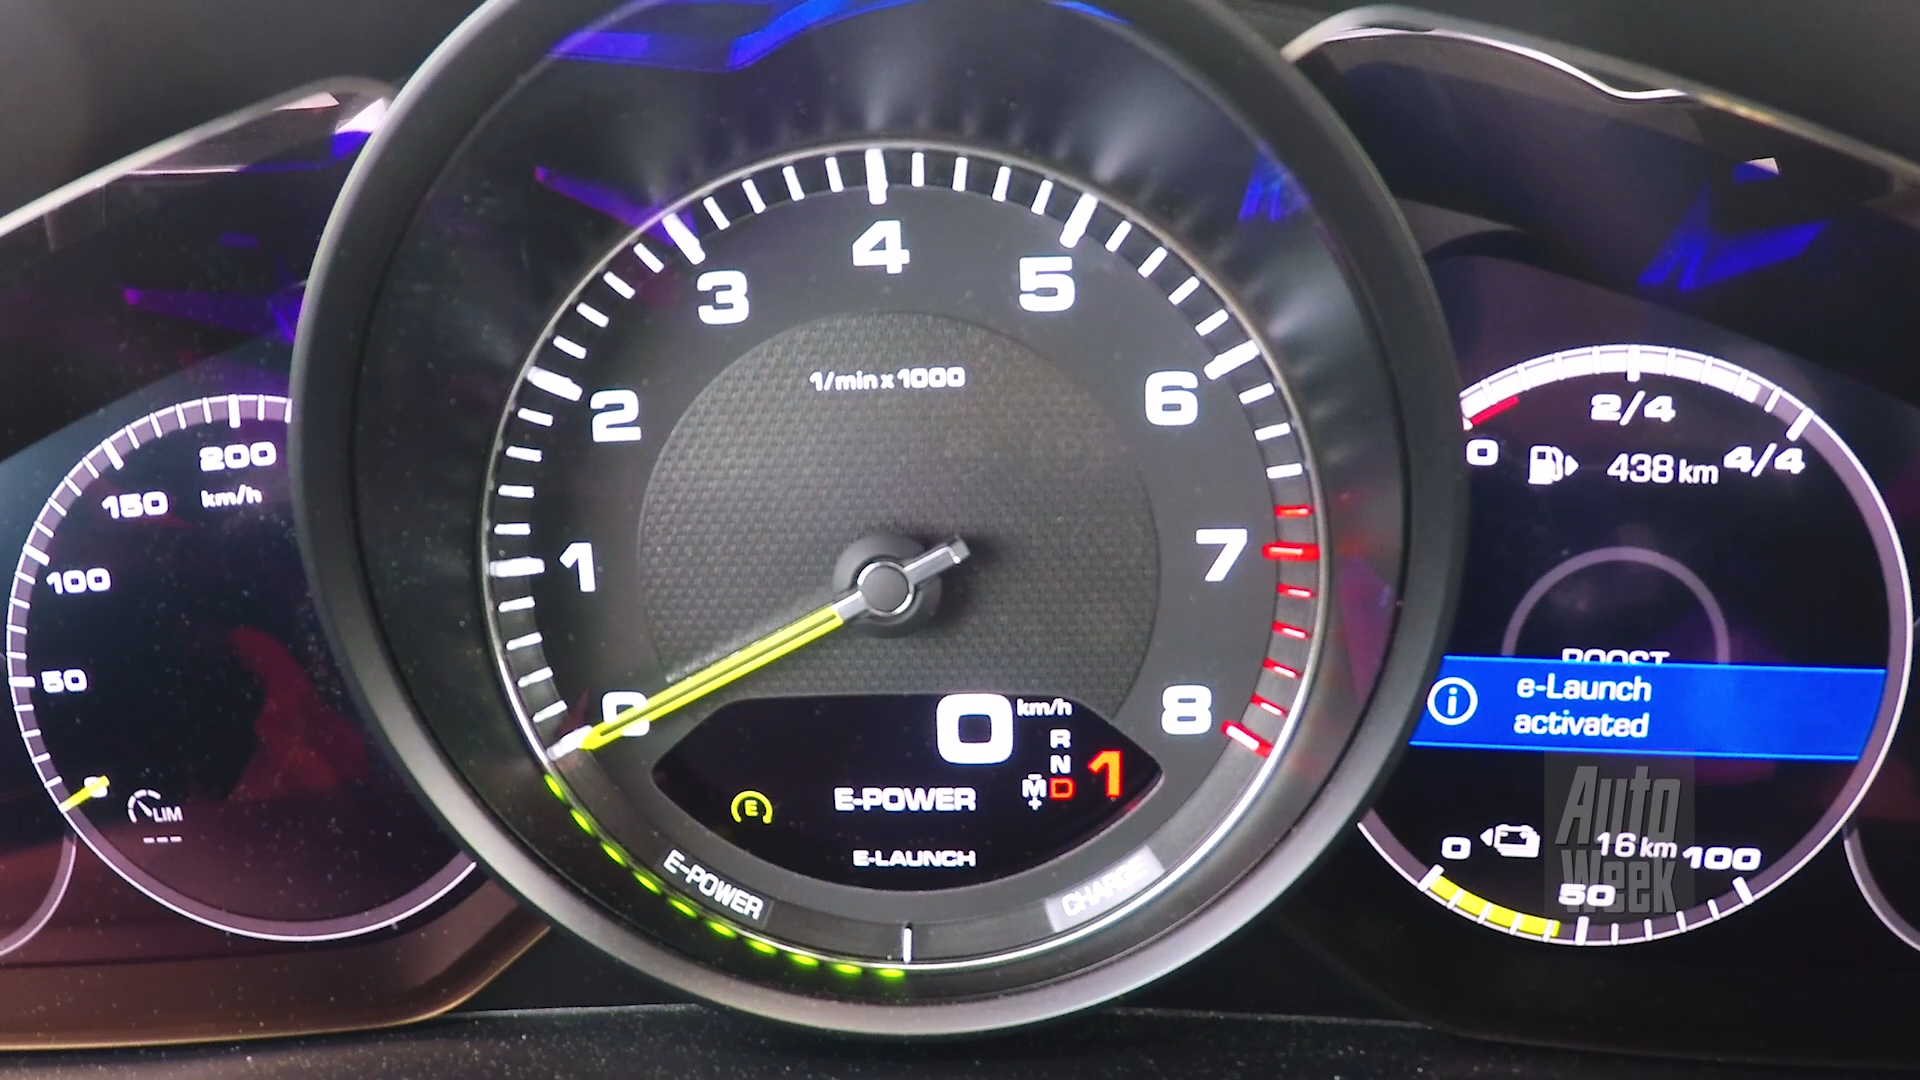 200
km/h
150
100
50
0
LIM
---
4
3
5
1/min x 1000
2
6
1
7
0
8
0 km/h
R
N
M D 1
+
E
E-POWER
E-LAUNCH
E-POWER
CHARGE
2/4
0
438 km
4/4
BOOST
i
e-Launch
activated
Auto
Week
0
16 km
100
50